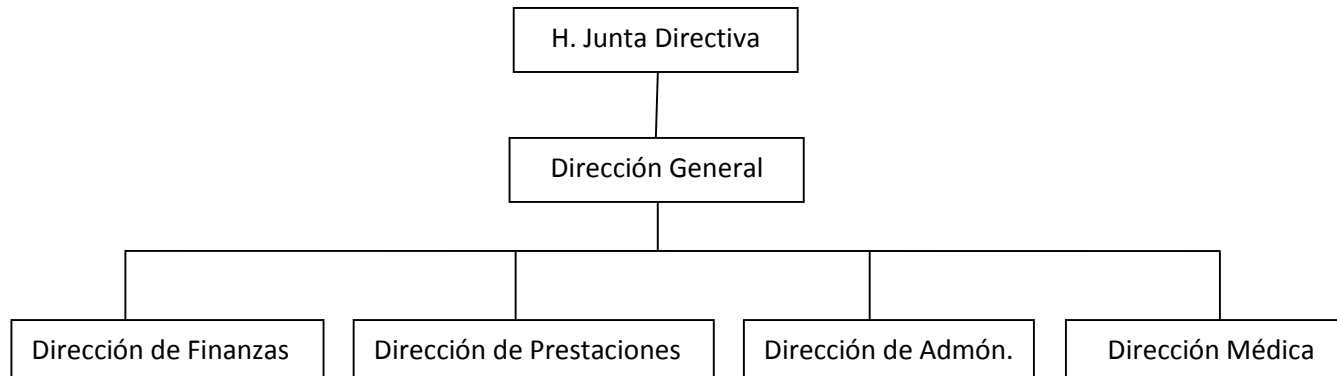 H. Junta Directiva
Dirección General
Dirección de Finanzas
Dirección de Prestaciones
Dirección de Admón.
Dirección Médica